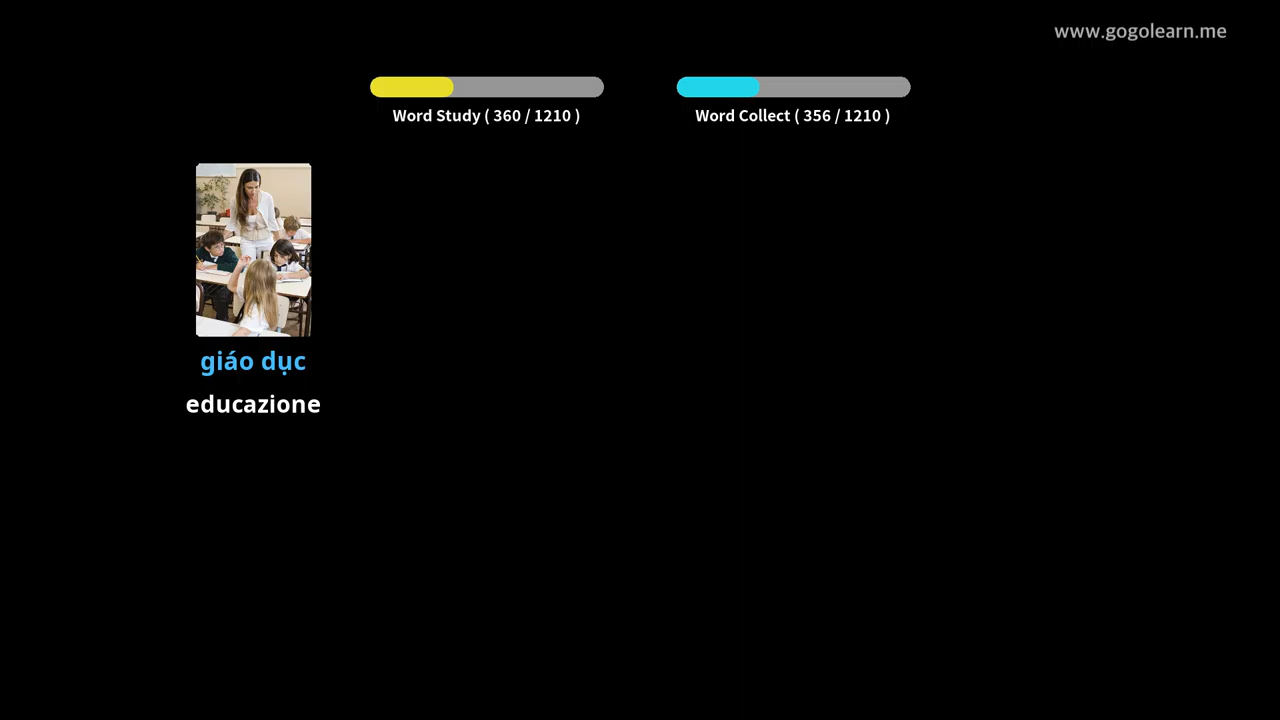 www.gogolearn.me
Word Study ( 360 / 1210 )
Word Collect ( 356 / 1210 )
giáo dục
educazione